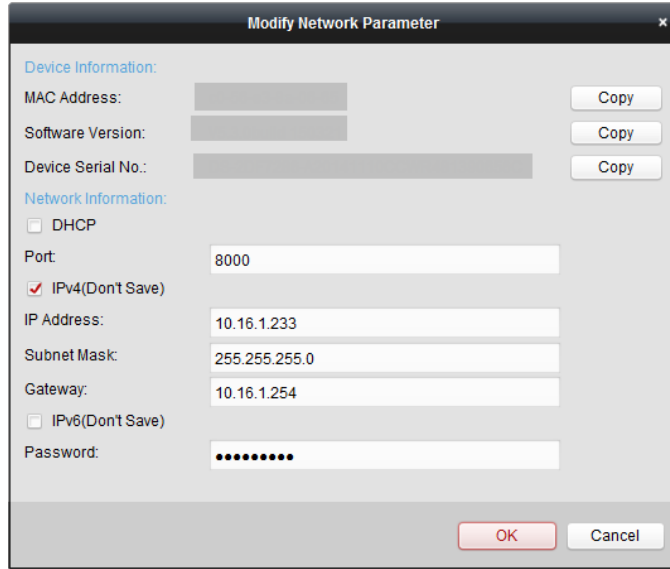 Modify Network Parameter ×
Device Information:
MAC Address: Copy
Software Version: Copy
Device Serial No.: Copy
Network Information:
DHCP
Port: 8000
IPv4(Don't Save)
IP Address: 10.16.1.233
Subnet Mask: 255.255.255.0
Gateway: 10.16.1.254
IPv6(Don't Save)
Password: •••••••••
OK Cancel